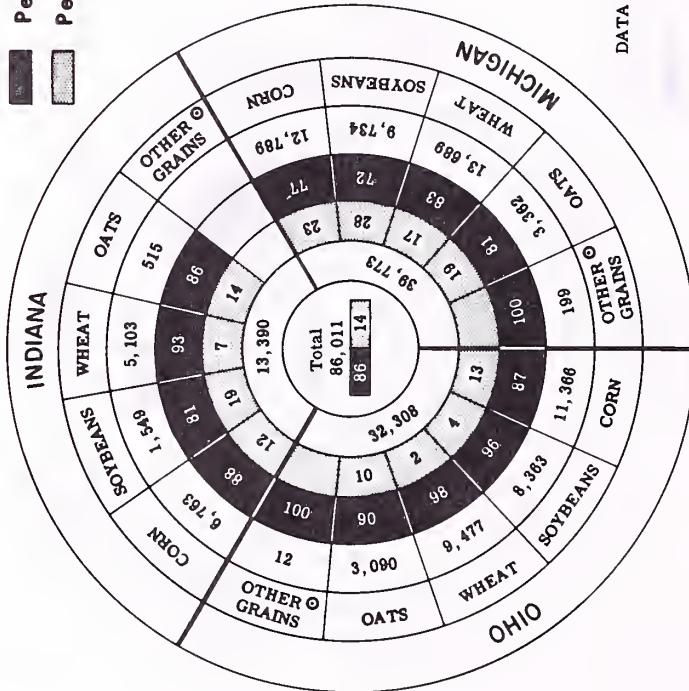 Pe
Pe
INDIANA
CORN
SOYBEANS
WHEAT
OATS
OTHER ⊙
GRAINS
6,763
1,549
5,103
515
88
81
93
86
12
19
7
14
13,390
MICHIGAN
CORN
SOYBEANS
WHEAT
OATS
OTHER ⊙
GRAINS
12,789
9,734
13,689
3,362
199
77
72
83
81
100
23
28
17
19
39,773
OHIO
CORN
SOYBEANS
WHEAT
OATS
OTHER ⊙
GRAINS
11,366
8,363
9,477
3,090
12
87
96
98
90
100
13
4
2
10
32,308
Total
86,011
86 14
DATA